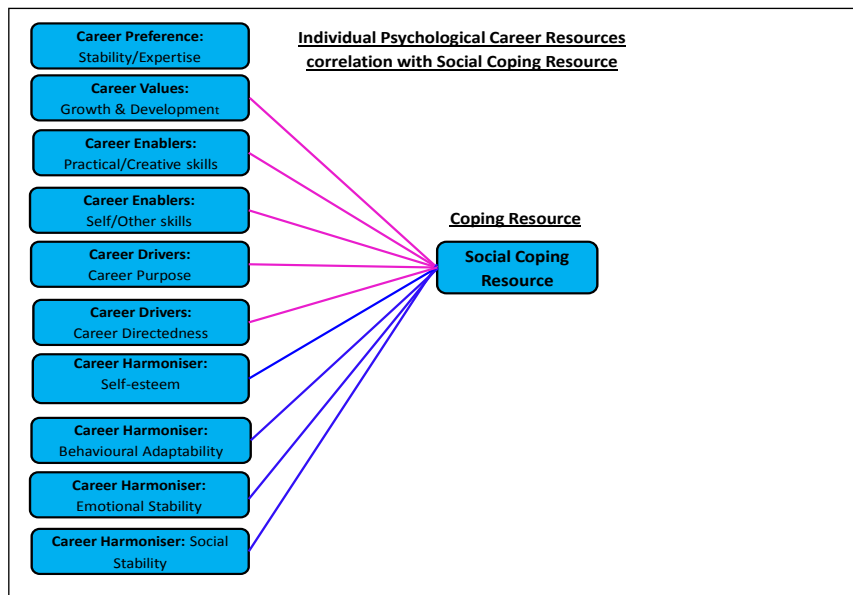 Career Preference:
Stability/Expertise
Individual Psychological Career Resources
correlation with Social Coping Resource
Career Values:
Growth & Development
Career Enablers:
Practical/Creative skills
Career Enablers:
Self/Other skills
Career Drivers:
Career Purpose
Career Drivers:
Career Directedness
Career Harmoniser:
Self-esteem
Career Harmoniser:
Behavioural Adaptability
Career Harmoniser:
Emotional Stability
Career Harmoniser: Social
Stability
Coping Resource
Social Coping
Resource